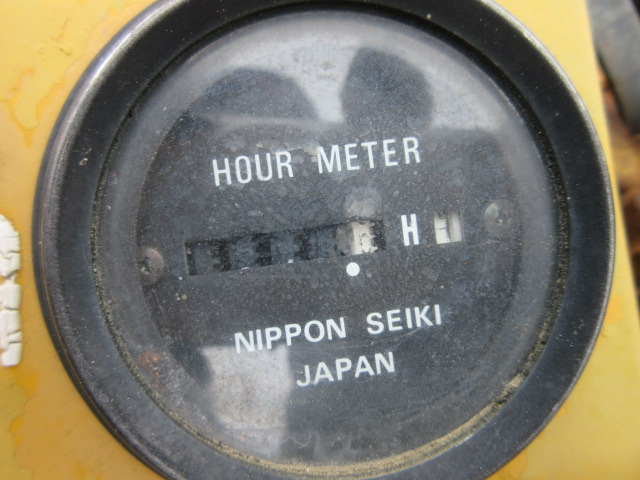 HOUR METER
H
NIPPON SEIKI
JAPAN